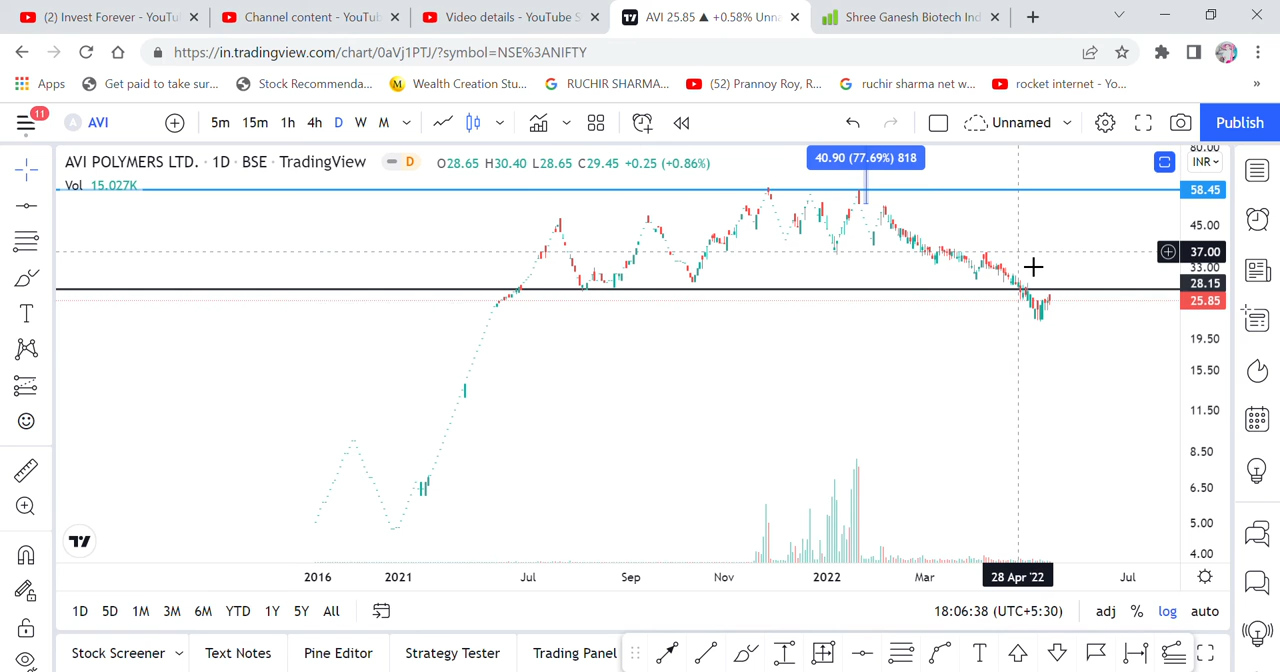 (2) Invest Forever - YouTu
Channel content - YouTub
Video details - YouTube S
AVI 25.85 ▲ +0.58% Unna
Shree Ganesh Biotech Ind
https://in.tradingview.com/chart/0aVj1PTJ/?symbol=NSE%3ANIFTY
Apps
Get paid to take sur...
Stock Recommenda...
Wealth Creation Stu...
RUCHIR SHARMA...
(52) Prannoy Roy, R...
ruchir sharma net w...
rocket internet - Yo...
»
11
A AVI
5m 15m 1h 4h D W M
Unnamed
Publish
AVI POLYMERS LTD. · 1D · BSE · TradingView
D
O28.65 H30.40 L28.65 C29.45 +0.25 (+0.86%)
Vol 15.027K
40.90 (77.69%) 818
80.00
INR
58.45
45.00
37.00
33.00
28.15
25.85
19.50
15.50
11.50
8.50
6.50
5.00
4.00
2016 2021 Jul Sep Nov 2022 Mar 28 Apr '22 Jul
1D 5D 1M 3M 6M YTD 1Y 5Y All
18:06:38 (UTC+5:30)
adj % log auto
Stock Screener
Text Notes
Pine Editor
Strategy Tester
Trading Panel